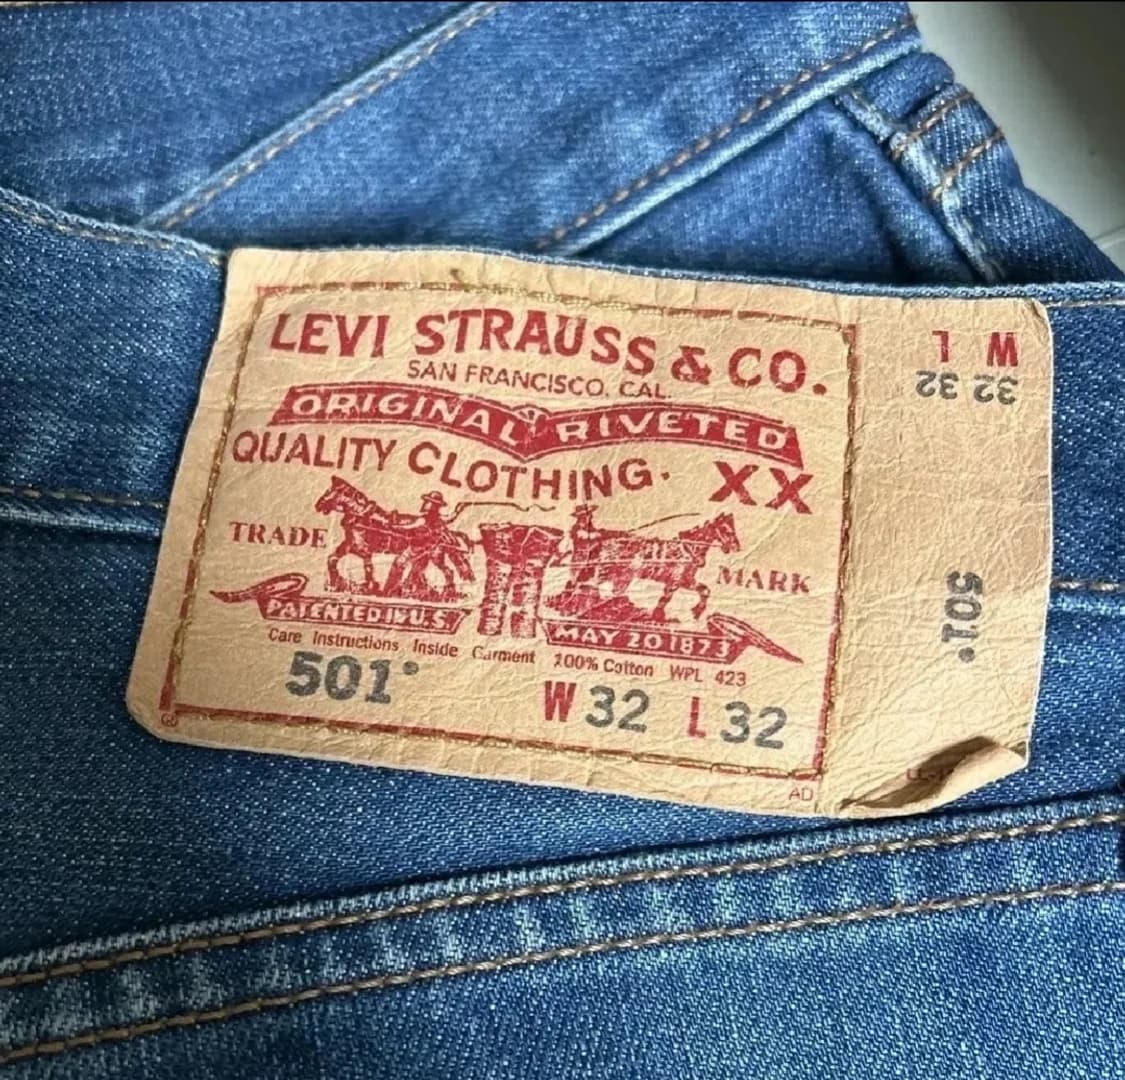 LEVI STRAUSS & CO.
SAN FRANCISCO, CAL.
ORIGINAL RIVETED
QUALITY CLOTHING. XX
TRADE MARK
PATENTED IN U.S. MAY 20 1873
Care Instructions Inside Garment 100% Cotton WPL 423
501®
W 32 L 32
AD
W L
32 32
501®